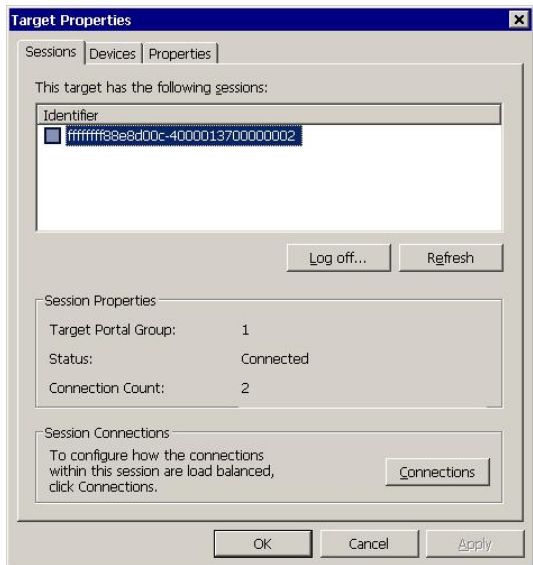 Target Properties
Sessions Devices Properties
This target has the following sessions:
Identifier
ffffffff88e8d00c-4000013700000002
Log off... Refresh
Session Properties
Target Portal Group: 1
Status: Connected
Connection Count: 2
Session Connections
To configure how the connections
within this session are load balanced,
click Connections.
Connections
OK Cancel Apply